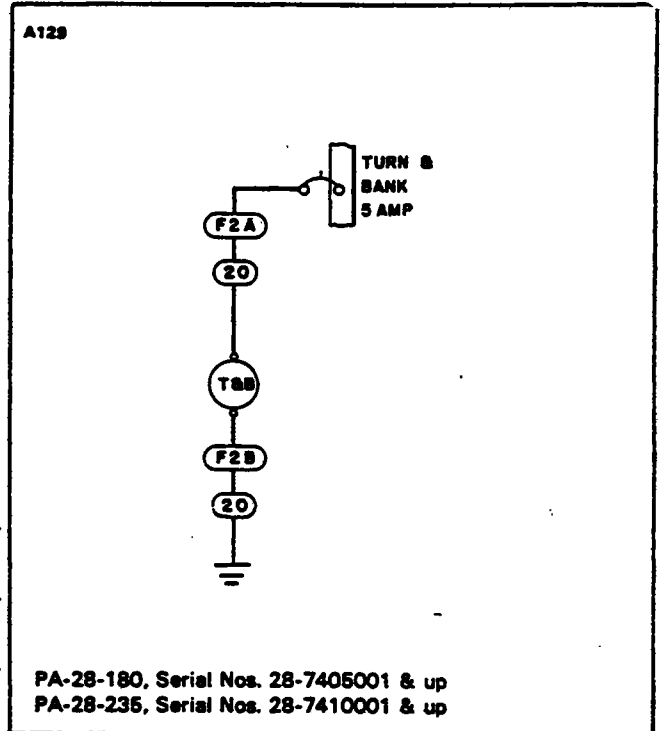 A129
TURN &
BANK
5 AMP
F2A
20
T&B
F2B
20
PA-28-180, Serial Nos. 28-7405001 & up
PA-28-235, Serial Nos. 28-7410001 & up